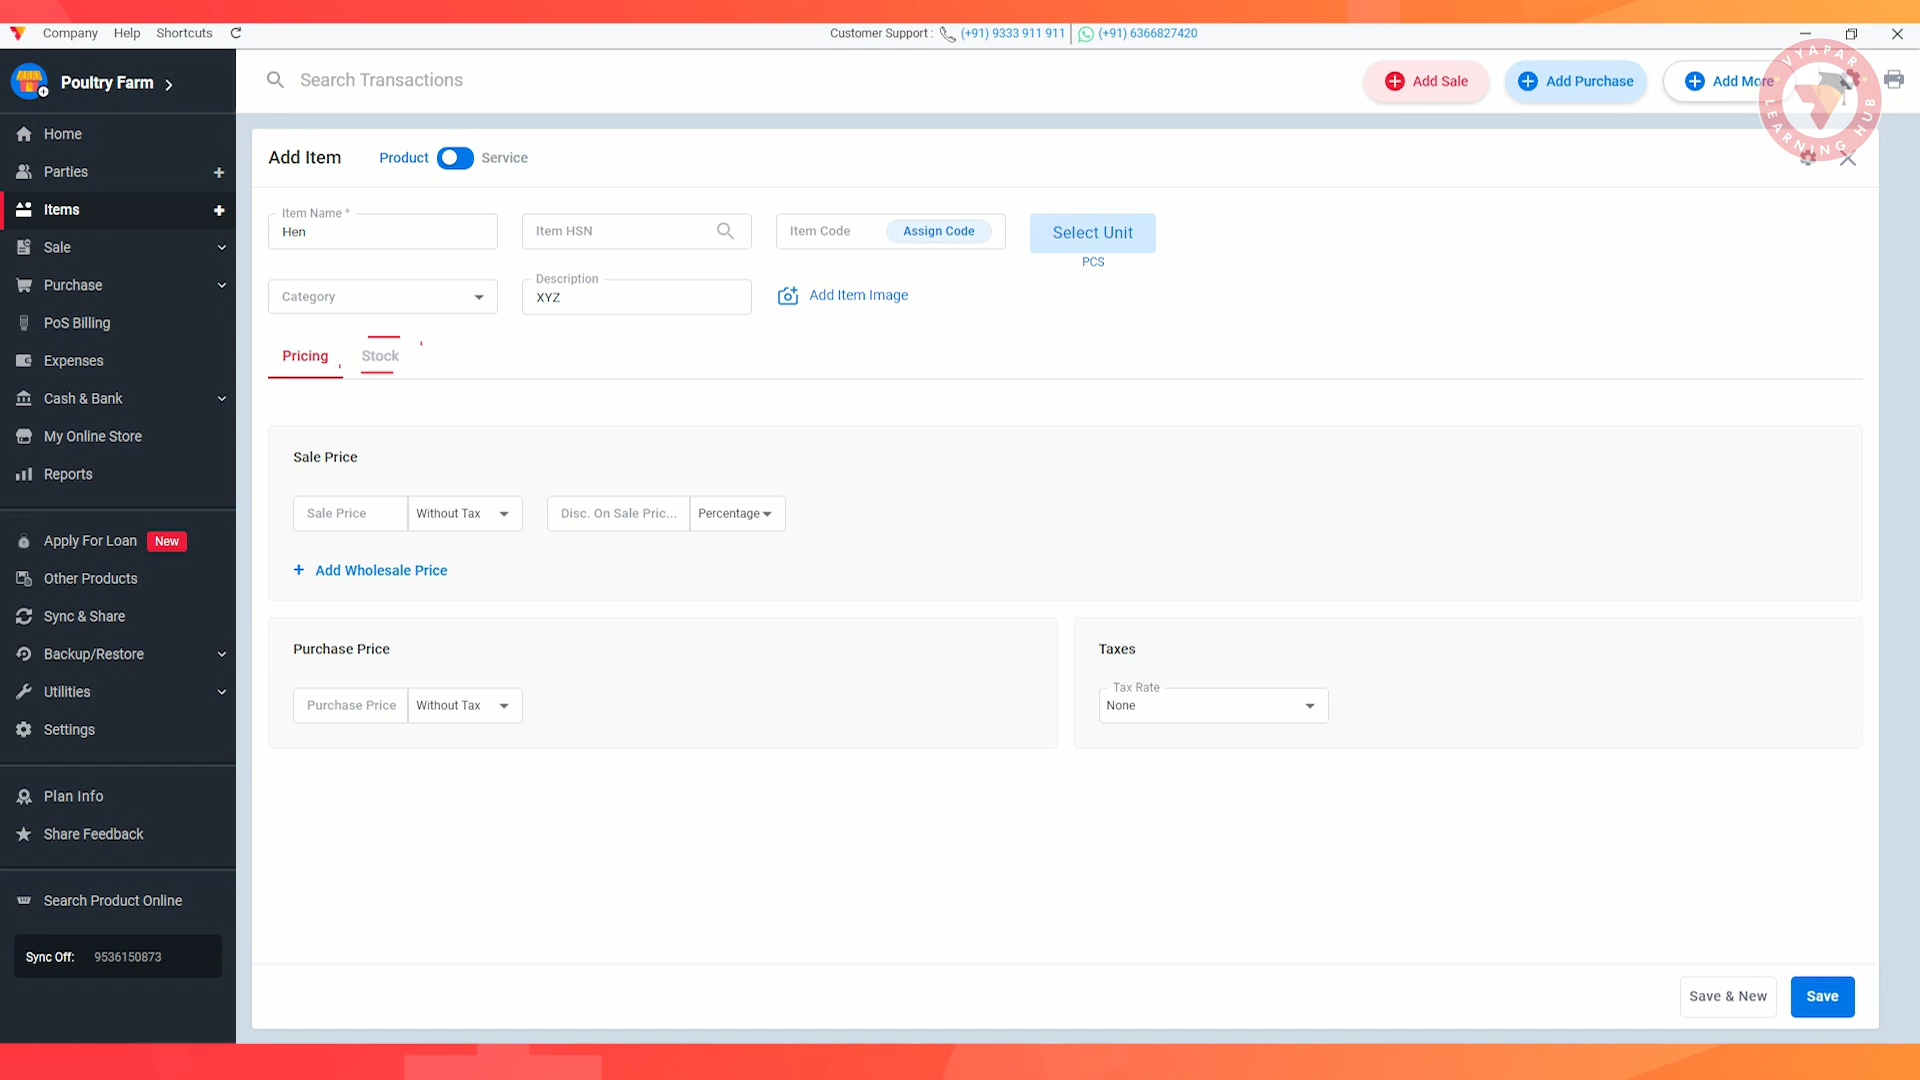 Company Help Shortcuts Customer Support : (+91) 9333 911 911 (+91) 6366827420
Poultry Farm
Search Transactions
Add Sale Add Purchase Add More
VYAPAR LEARNING HUB
Home
Parties
Items
Sale
Purchase
PoS Billing
Expenses
Cash & Bank
My Online Store
Reports
Apply For Loan New
Other Products
Sync & Share
Backup/Restore
Utilities
Settings
Plan Info
Share Feedback
Search Product Online
Sync Off: 9536150873
Add Item Product Service
Item Name *
Hen
Item HSN
Item Code Assign Code
Select Unit
PCS
Category
Description
XYZ
Add Item Image
Pricing Stock
Sale Price
Sale Price Without Tax Disc. On Sale Pric... Percentage
+ Add Wholesale Price
Purchase Price
Purchase Price Without Tax
Taxes
Tax Rate
None
Save & New Save